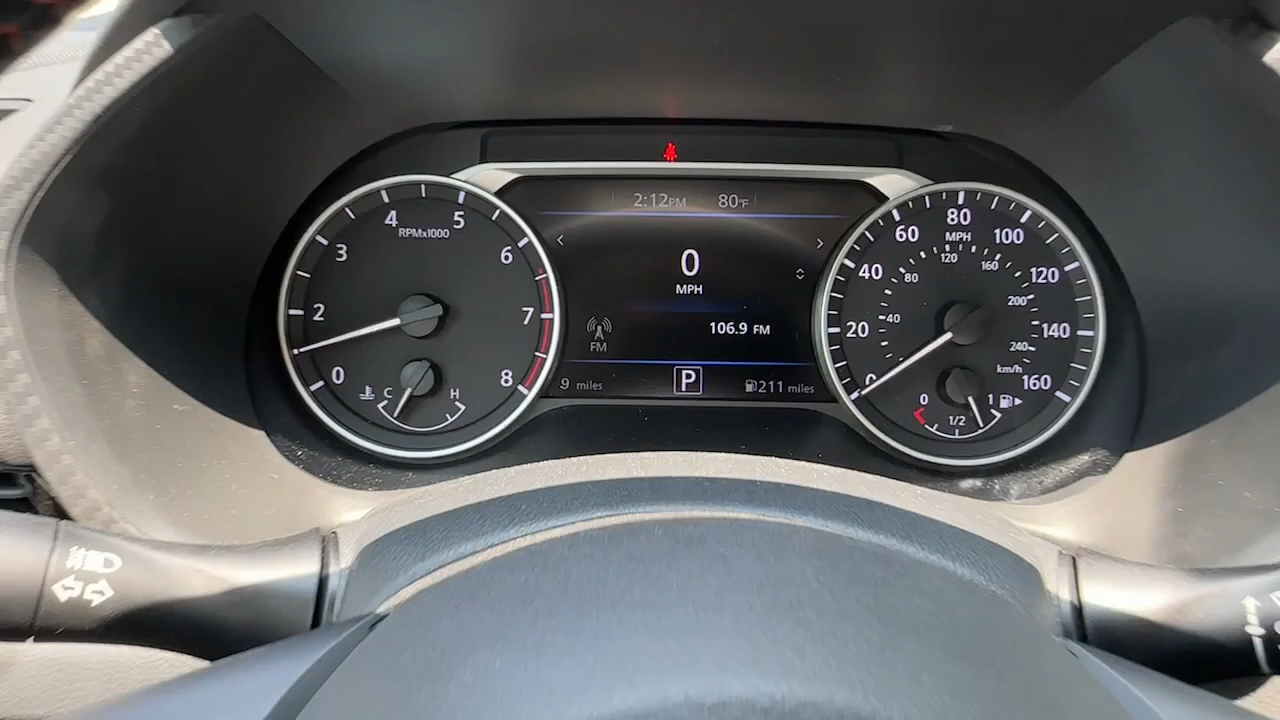 2:12PM 80°F
0
MPH
106.9 FM
FM
9 miles
P
211 miles
0
2
3
4
5
6
7
8
RPMx1000
C
H
0
20
40
60
80
100
120
140
160
MPH
40
80
120
160
200
240
km/h
0
1/2
1